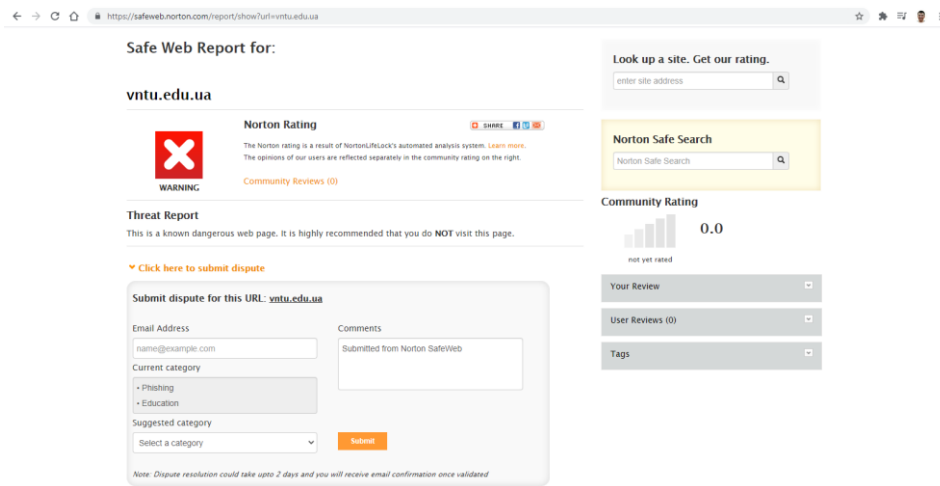 https://safeweb.norton.com/report/show?url=vntu.edu.ua
Safe Web Report for:
vntu.edu.ua
WARNING
Norton Rating
SHARE
The Norton rating is a result of NortonLifeLock's automated analysis system. Learn more.
The opinions of our users are reflected separately in the community rating on the right.
Community Reviews (0)
Threat Report
This is a known dangerous web page. It is highly recommended that you do NOT visit this page.
Click here to submit dispute
Submit dispute for this URL: vntu.edu.ua
Email Address
name@example.com
Current category
- Phishing
- Education
Suggested category
Select a category
Comments
Submitted from Norton SafeWeb
Submit
Note: Dispute resolution could take upto 2 days and you will receive email confirmation once validated
Look up a site. Get our rating.
enter site address
Norton Safe Search
Norton Safe Search
Community Rating
0.0
not yet rated
Your Review
User Reviews (0)
Tags